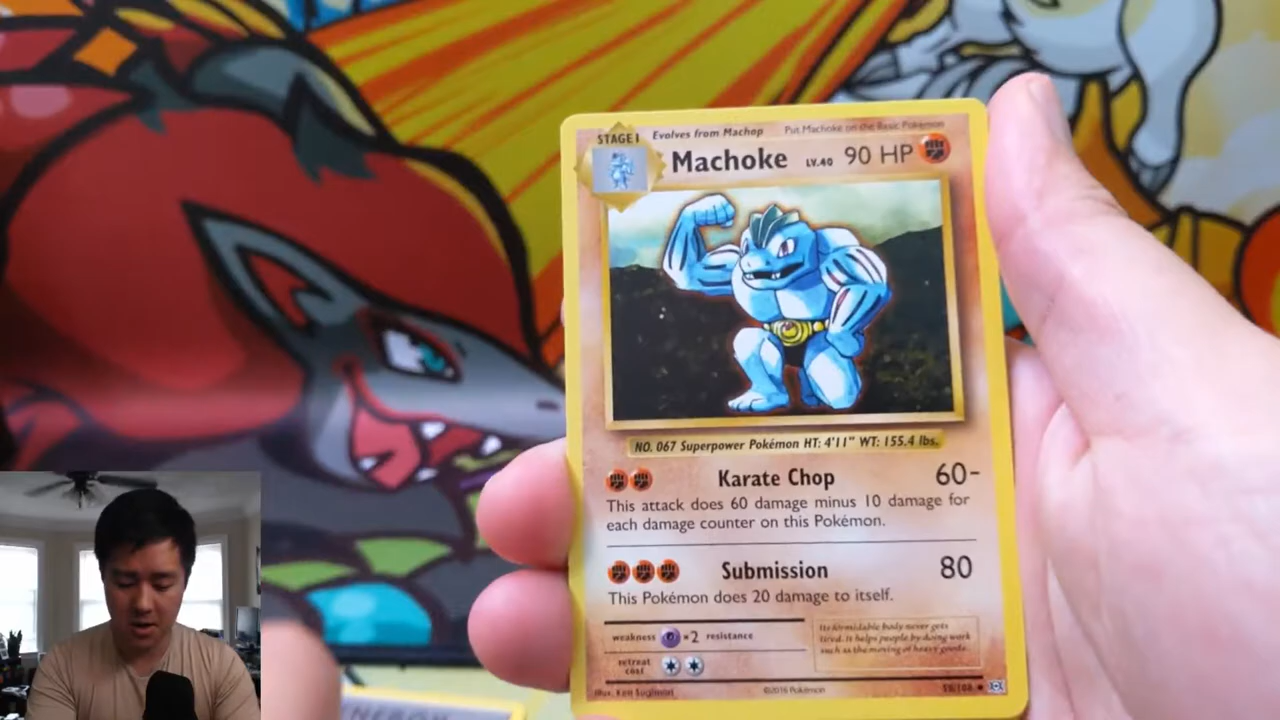 STAGE 1 Evolves from Machop Put Machoke on the Basic Pokémon
Machoke LV.40 90 HP
NO. 067 Superpower Pokémon HT: 4'11" WT: 155.4 lbs.
Karate Chop 60-
This attack does 60 damage minus 10 damage for
each damage counter on this Pokémon.
Submission 80
This Pokémon does 20 damage to itself.
weakness ×2 resistance
Its formidable body never gets
tired. It helps people by doing work
such as the moving of heavy goods.
retreat
cost
Illus. Ken Sugimori ©2016 Pokémon 59/108